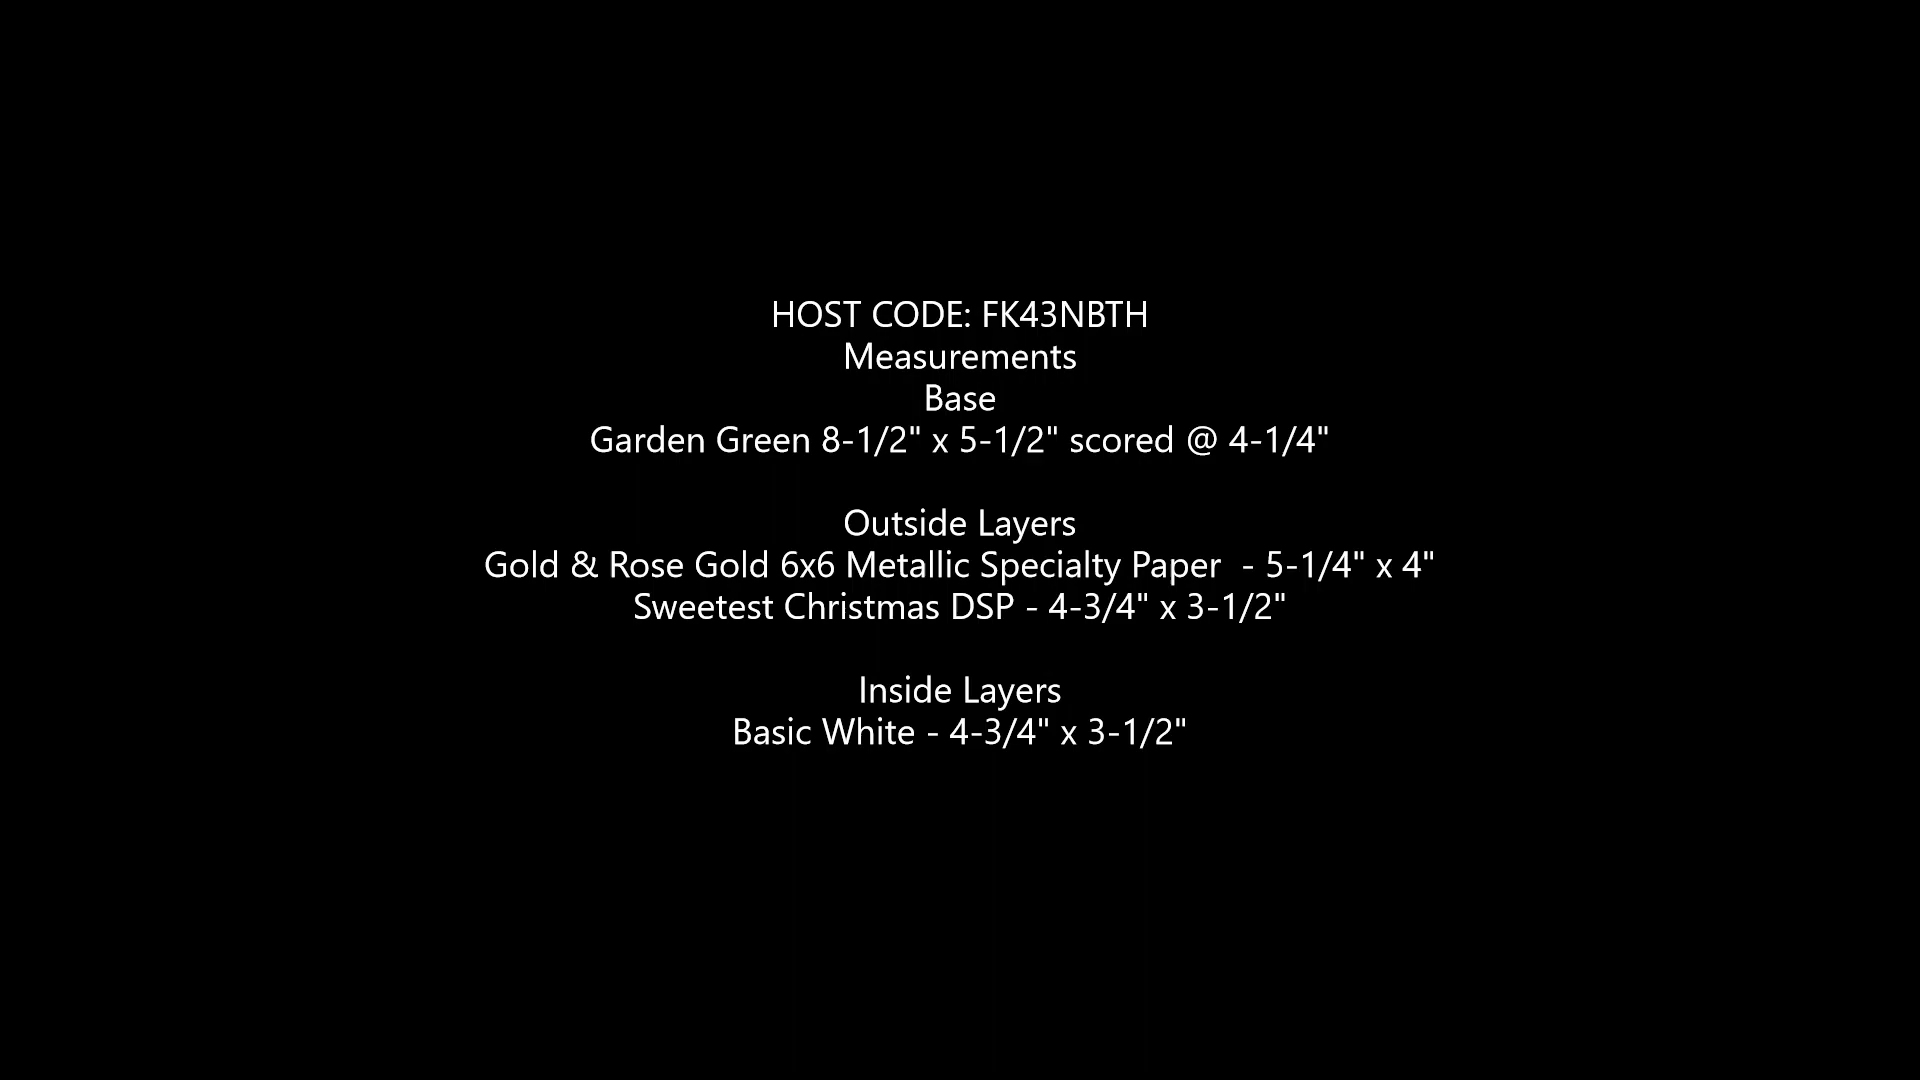 HOST CODE: FK43NBTH
Measurements
Base
Garden Green 8-1/2" x 5-1/2" scored @ 4-1/4"
Outside Layers
Gold & Rose Gold 6x6 Metallic Specialty Paper  - 5-1/4" x 4"
Sweetest Christmas DSP - 4-3/4" x 3-1/2"
Inside Layers
Basic White - 4-3/4" x 3-1/2"